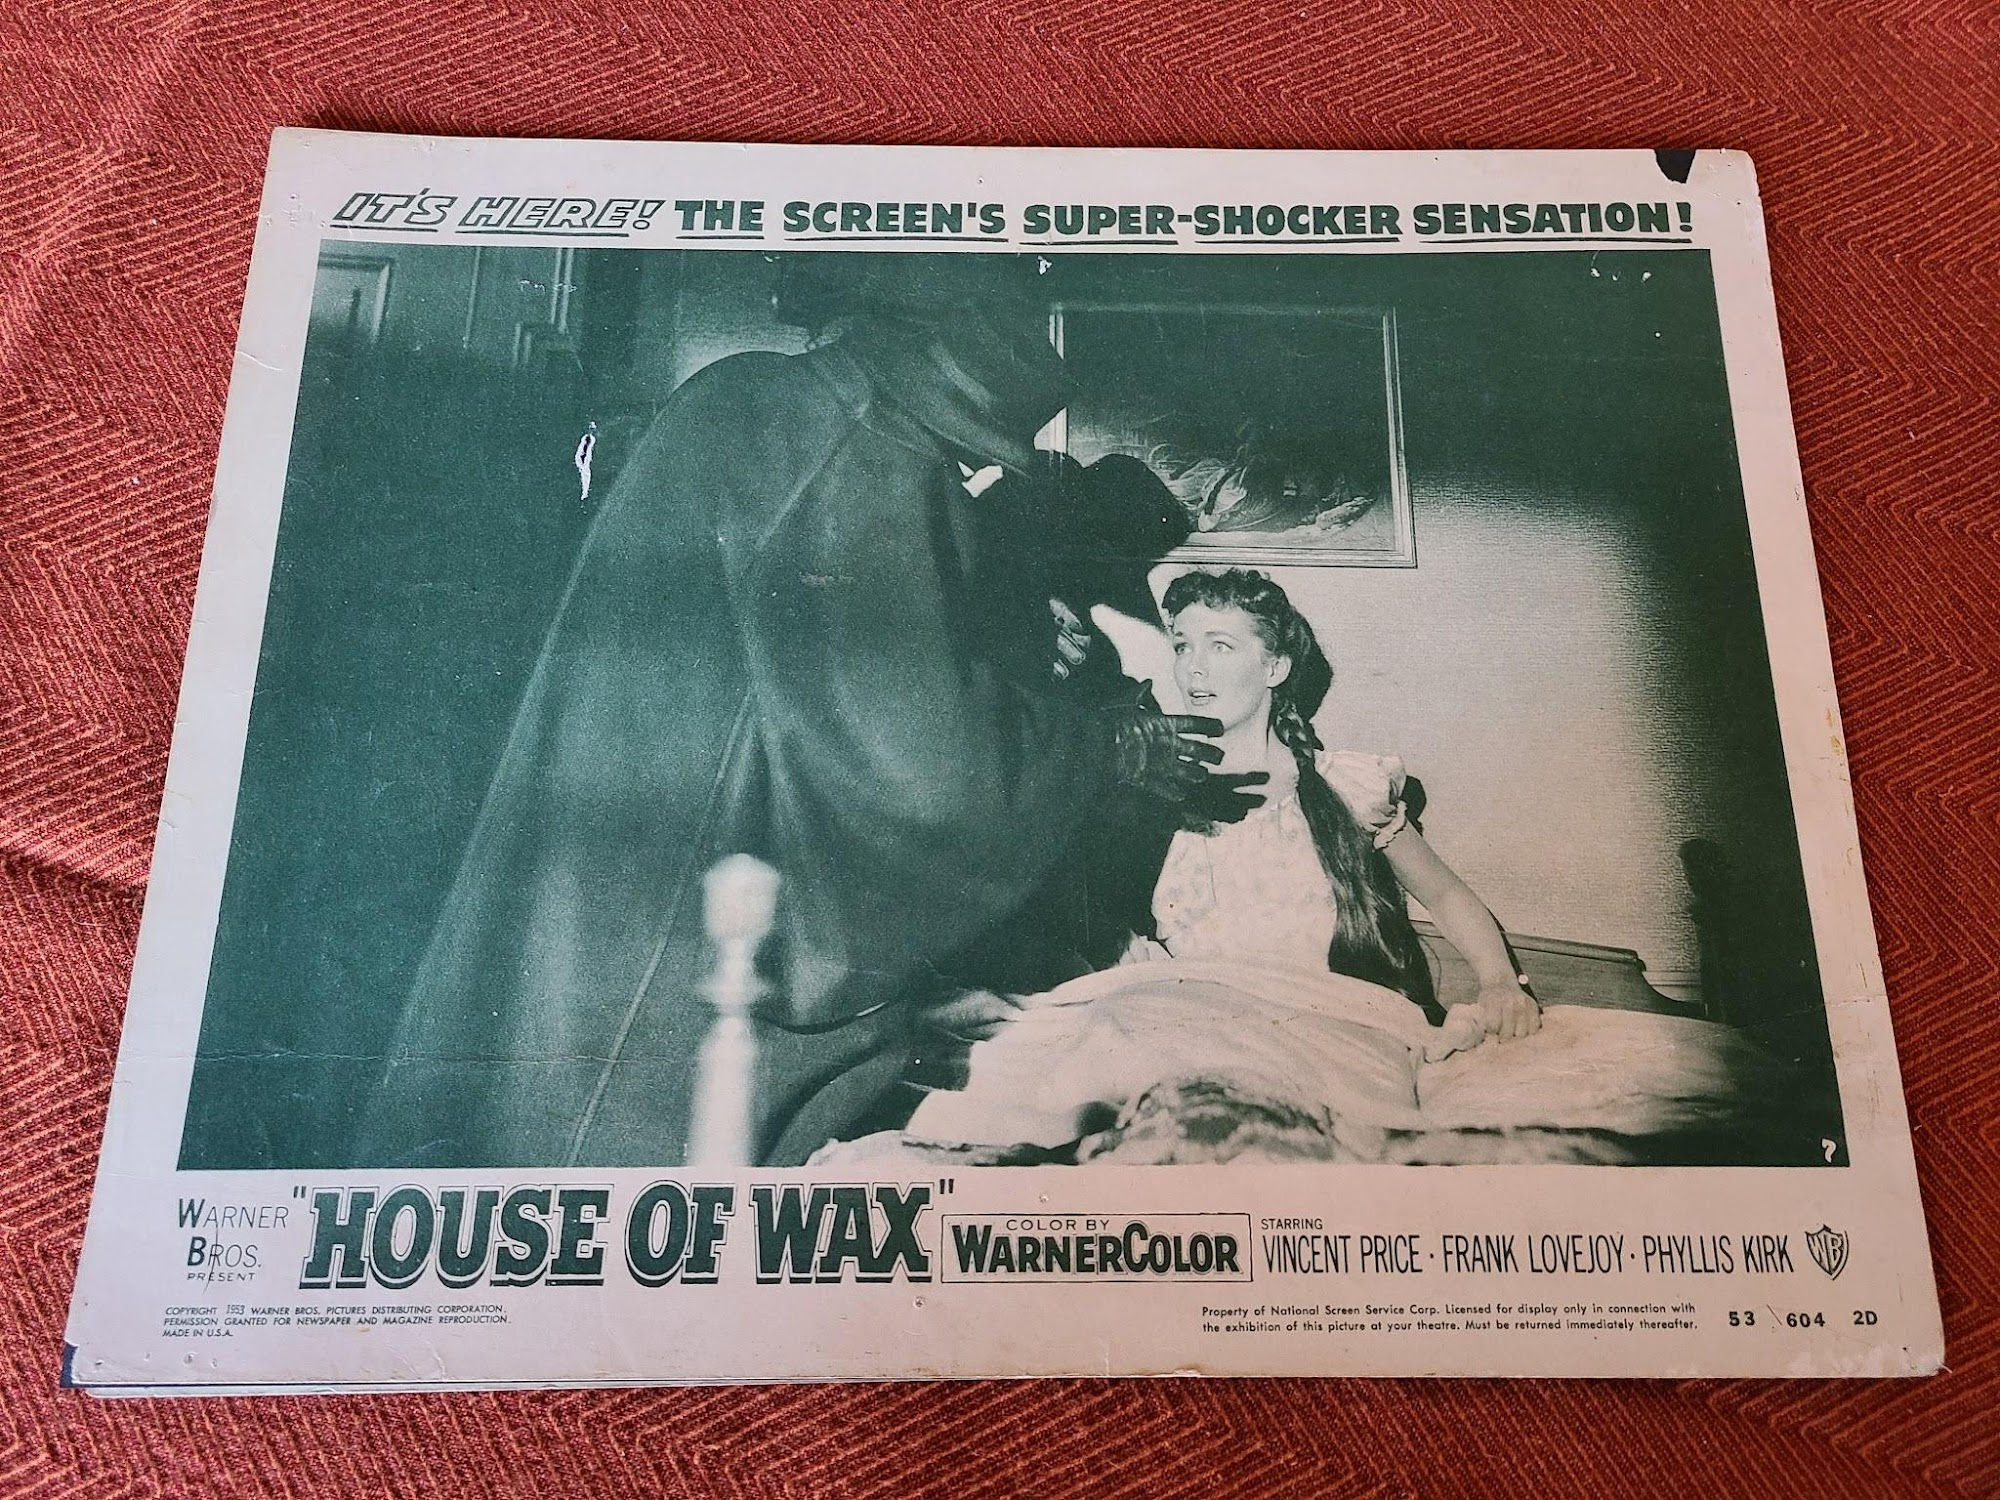 IT'S HERE! THE SCREEN'S SUPER-SHOCKER SENSATION!
7
WARNER
BROS.
PRESENT
"HOUSE OF WAX"
COLOR BY
WARNERCOLOR
STARRING
VINCENT PRICE · FRANK LOVEJOY · PHYLLIS KIRK
WB
COPYRIGHT 1953 WARNER BROS. PICTURES DISTRIBUTING CORPORATION.
PERMISSION GRANTED FOR NEWSPAPER AND MAGAZINE REPRODUCTION.
MADE IN U.S.A.
Property of National Screen Service Corp. Licensed for display only in connection with
the exhibition of this picture at your theatre. Must be returned immediately thereafter.
53 604 2D